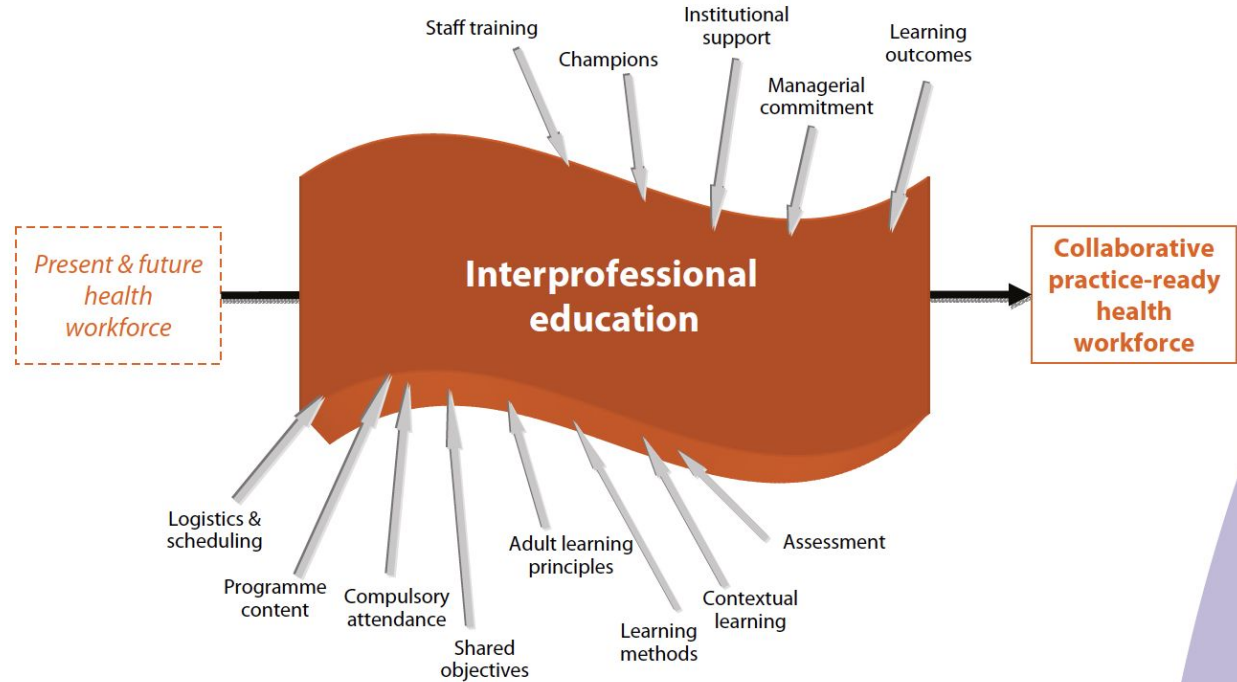 Staff training
Champions
Institutional
support
Managerial
commitment
Learning
outcomes
Present & future
health
workforce
Interprofessional
education
Collaborative
practice-ready
health
workforce
Logistics &
scheduling
Programme
content
Compulsory
attendance
Shared
objectives
Adult learning
principles
Learning
methods
Contextual
learning
Assessment